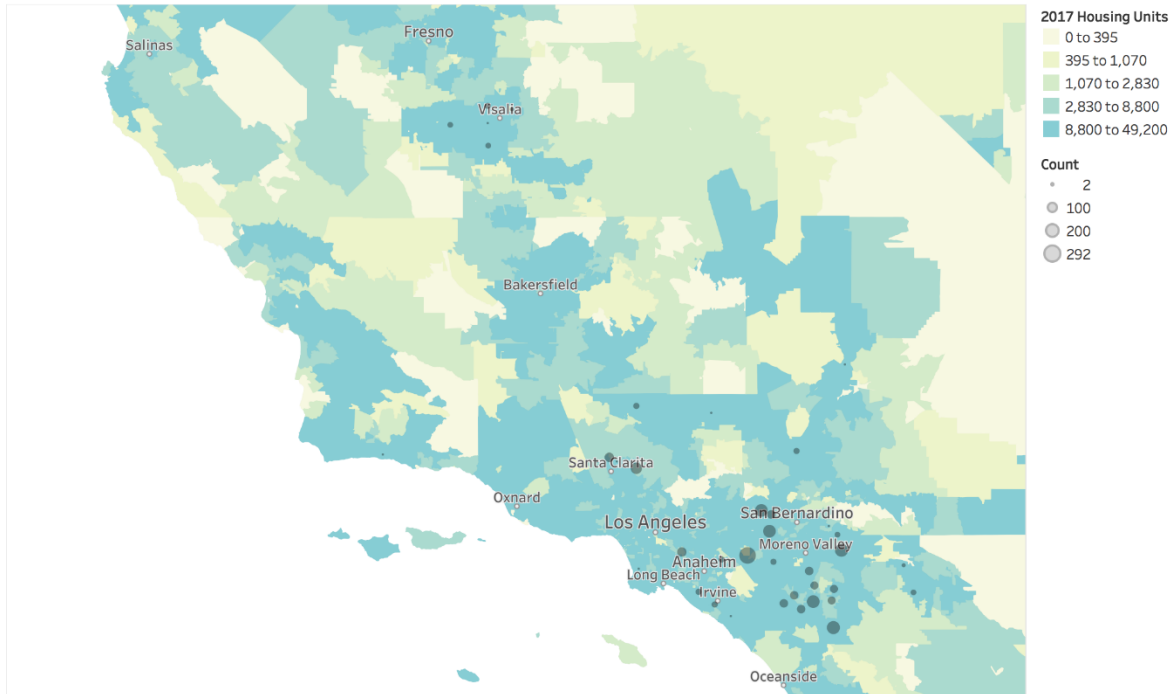 Salinas
Fresno
Visalia
Bakersfield
Santa Clarita
Oxnard
Los Angeles
San Bernardino
Moreno Valley
Anaheim
Long Beach
Irvine
Oceanside
2017 Housing Units
0 to 395
395 to 1,070
1,070 to 2,830
2,830 to 8,800
8,800 to 49,200
Count
2
100
200
292